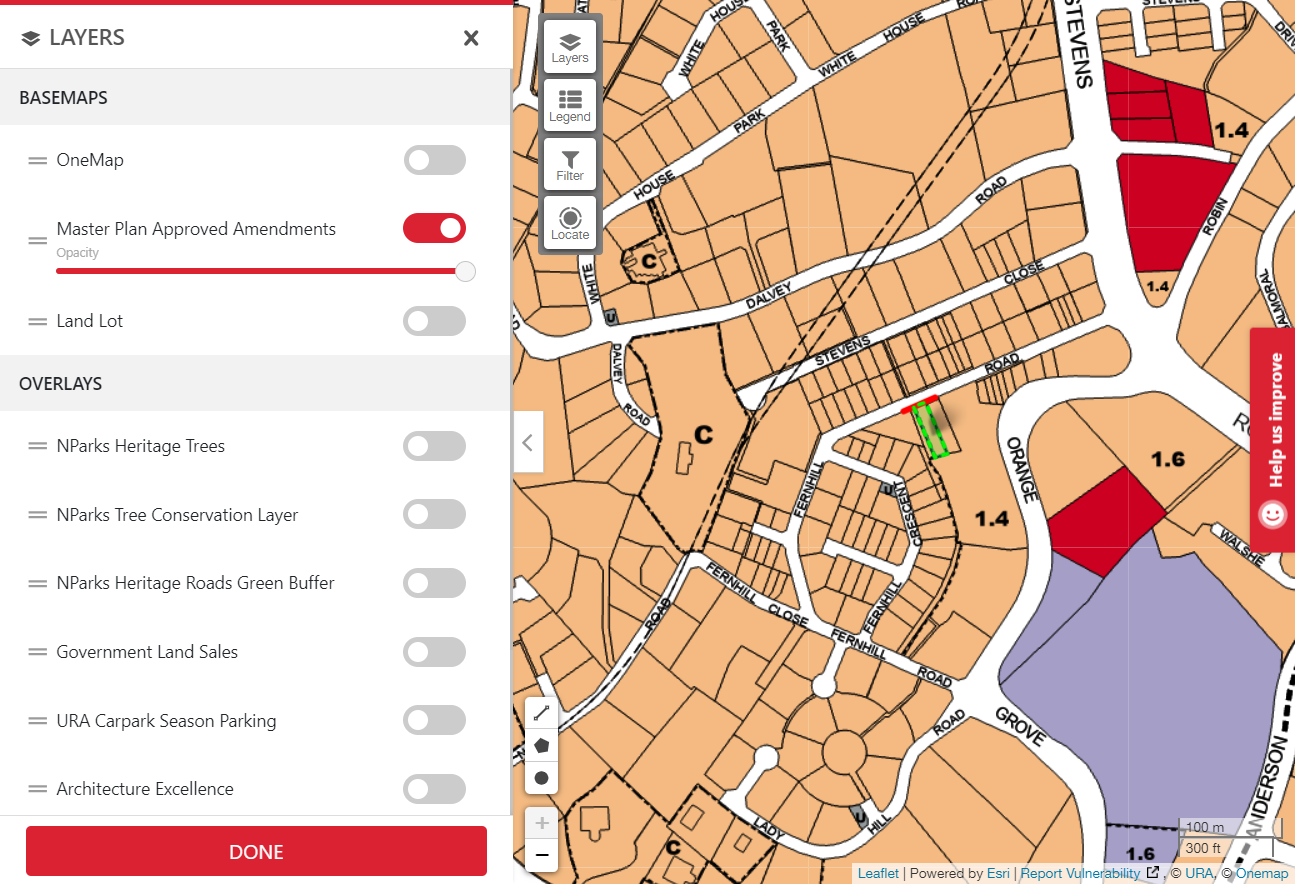 LAYERS
BASEMAPS
OneMap
Master Plan Approved Amendments
Opacity
Land Lot
OVERLAYS
NParks Heritage Trees
NParks Tree Conservation Layer
NParks Heritage Roads Green Buffer
Government Land Sales
URA Carpark Season Parking
Architecture Excellence
DONE
Layers
Legend
Filter
Locate
HOUSE
WHITE
PARK
WHITE
HOUSE
PARK
HOUSE
WHITE
STEVENS
STEVENS
1.4
ROBIN
1.4
BALMORAL
DALVEY
ROAD
CLOSE
STEVENS
ROAD
C
U
DALVEY
ROAD
C
FERNHILL
U
CRESCENT
ORANGE
1.4
1.6
WALSHE
Help us improve
FERNHILL
CLOSE
FERNHILL
FERNHILL
ROAD
ROAD
ROAD
GROVE
LADY
HILL
U
C
ANDERSON
1.6
100 m
300 ft
Leaflet | Powered by Esri | Report Vulnerability , © URA, © Onemap